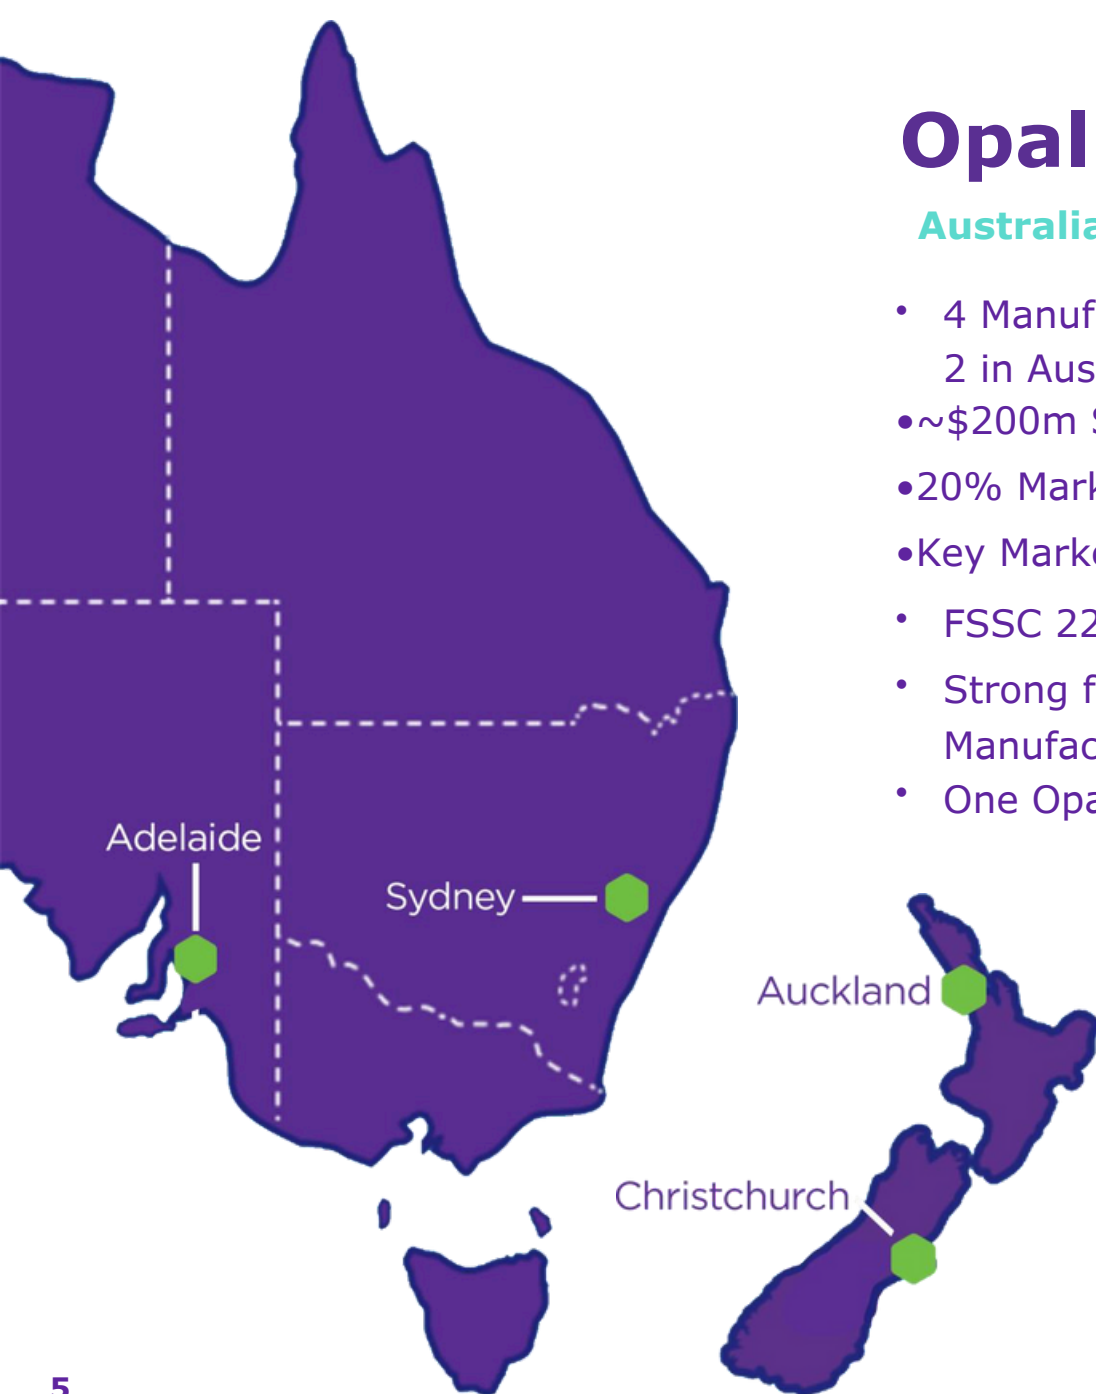 Opal
Australia
• 4 Manuf
2 in Aus
•~$200m S
•20% Mark
•Key Marke
• FSSC 22
• Strong f
Manufac
• One Opa
Adelaide
Sydney
Auckland
Christchurch
5